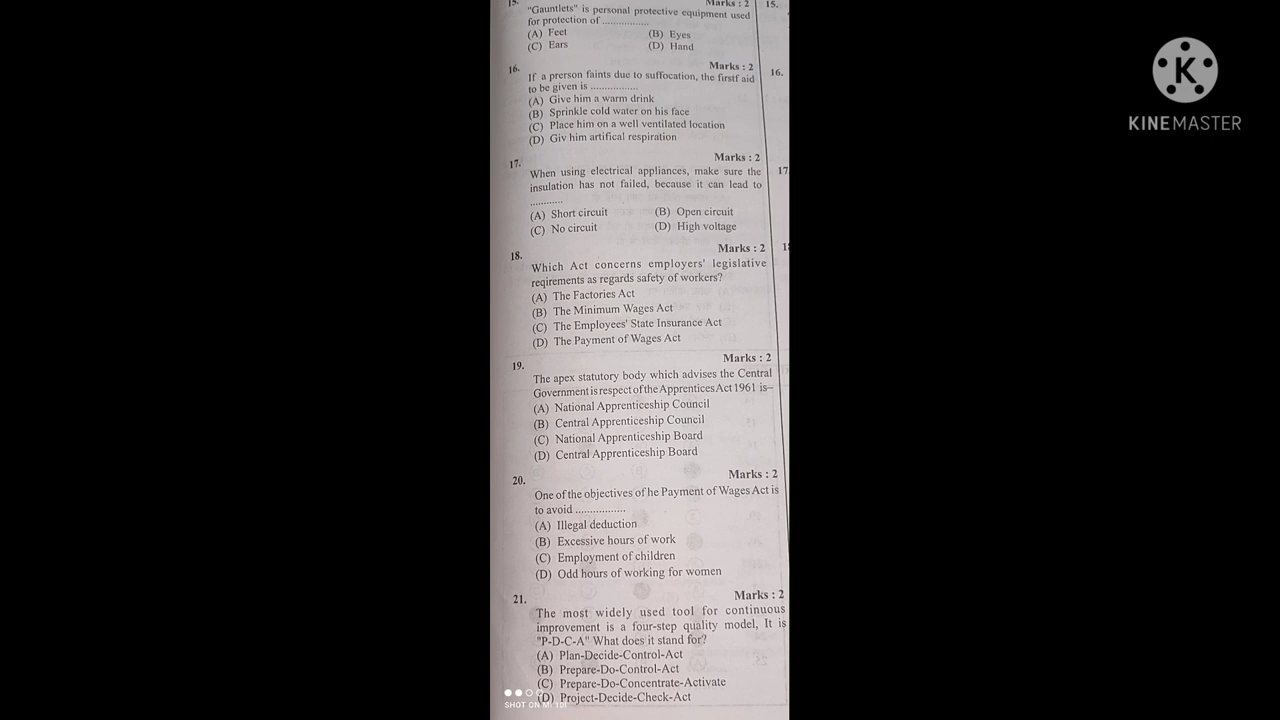 15.
Marks : 2
15.
"Gauntlets" is personal protective equipment used
for protection of ................
(A) Feet
(B) Eyes
(C) Ears
(D) Hand
16.
Marks : 2
16.
If a prerson faints due to suffocation, the firstf aid
to be given is ................
(A) Give him a warm drink
(B) Sprinkle cold water on his face
(C) Place him on a well ventilated location
(D) Giv him artifical respiration
17.
Marks : 2
17
When using electrical appliances, make sure the
insulation has not failed, because it can lead to
............
(A) Short circuit
(B) Open circuit
(C) No circuit
(D) High voltage
18.
Marks : 2
Which Act concerns employers' legislative
reqirements as regards safety of workers?
(A) The Factories Act
(B) The Minimum Wages Act
(C) The Employees' State Insurance Act
(D) The Payment of Wages Act
19.
Marks : 2
The apex statutory body which advises the Central
Government is respect of the Apprentices Act 1961 is–
(A) National Apprenticeship Council
(B) Central Apprenticeship Council
(C) National Apprenticeship Board
(D) Central Apprenticeship Board
20.
Marks : 2
One of the objectives of he Payment of Wages Act is
to avoid .................
(A) Illegal deduction
(B) Excessive hours of work
(C) Employment of children
(D) Odd hours of working for women
21.
Marks : 2
The most widely used tool for continuous
improvement is a four-step quality model, It is
"P-D-C-A" What does it stand for?
(A) Plan-Decide-Control-Act
(B) Prepare-Do-Control-Act
(C) Prepare-Do-Concentrate-Activate
(D) Project-Decide-Check-Act
SHOT ON MI 10I
K
KINEMASTER